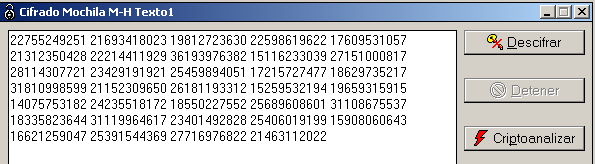 Cifrado Mochila M-H Texto1
22755249251 21693418023 19812723630 22598619622 17609531057
21312350428 22214411929 36193976382 15116233039 27151000817
28114307721 23429191921 25459894051 17215727477 18629735217
31810998599 21152309650 26181193312 15259532194 19659315915
14075753182 24235518172 18550227552 25689608601 31108675537
18335823644 31119964617 23401492828 25406019199 15908060643
16621259047 25391544369 27716976822 21463112022
Descifrar
Detener
Criptoanalizar